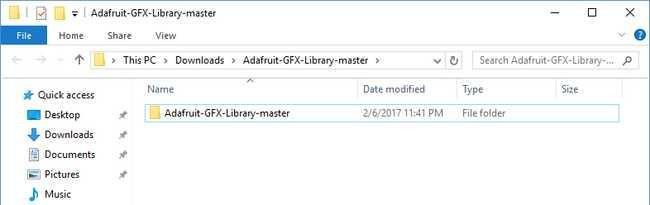 Adafruit-GFX-Library-master
File Home Share View
This PC Downloads Adafruit-GFX-Library-master
Search Adafruit-GFX-Library-...
Name Date modified Type Size
Quick access
Desktop
Downloads
Documents
Pictures
Music
Adafruit-GFX-Library-master 2/6/2017 11:41 PM File folder